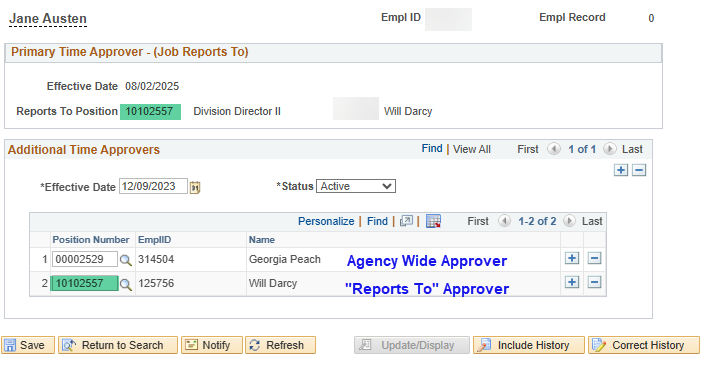 Jane Austen Empl ID Empl Record 0
Primary Time Approver - (Job Reports To)
Effective Date 08/02/2025
Reports To Position 10102557 Division Director II Will Darcy
Additional Time Approvers Find | View All First 1 of 1 Last
*Effective Date 12/09/2023 *Status Active
Personalize | Find | First 1-2 of 2 Last
Position Number EmplID Name
1 00002529 314504 Georgia Peach Agency Wide Approver
2 10102557 125756 Will Darcy "Reports To" Approver
Save Return to Search Notify Refresh Update/Display Include History Correct History